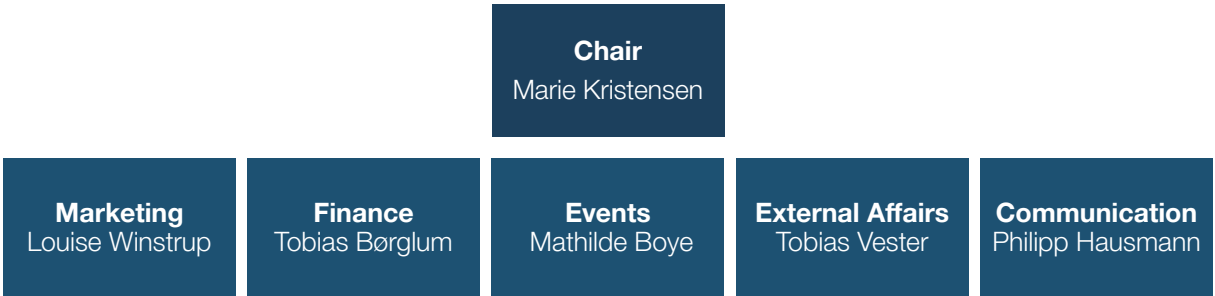 Chair
Marie Kristensen
Marketing
Louise Winstrup
Finance
Tobias Børglum
Events
Mathilde Boye
External Affairs
Tobias Vester
Communication
Philipp Hausmann